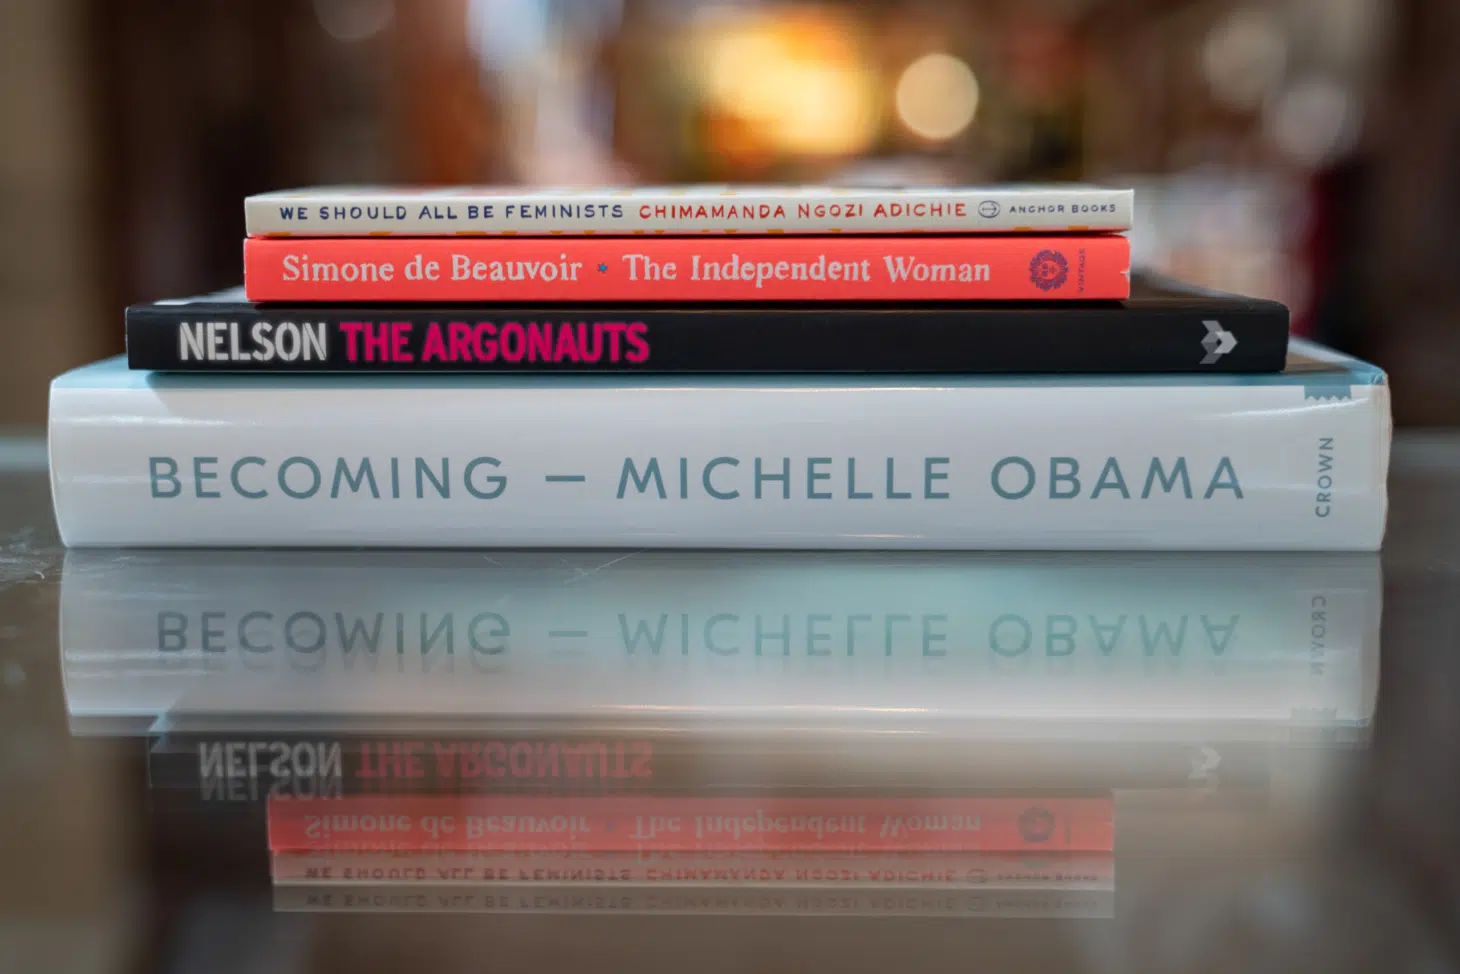 WE SHOULD ALL BE FEMINISTS CHIMAMANDA NGOZI ADICHIE ANCHOR BOOKS
Simone de Beauvoir * The Independent Woman VINTAGE
NELSON THE ARGONAUTS
BECOMING — MICHELLE OBAMA CROWN